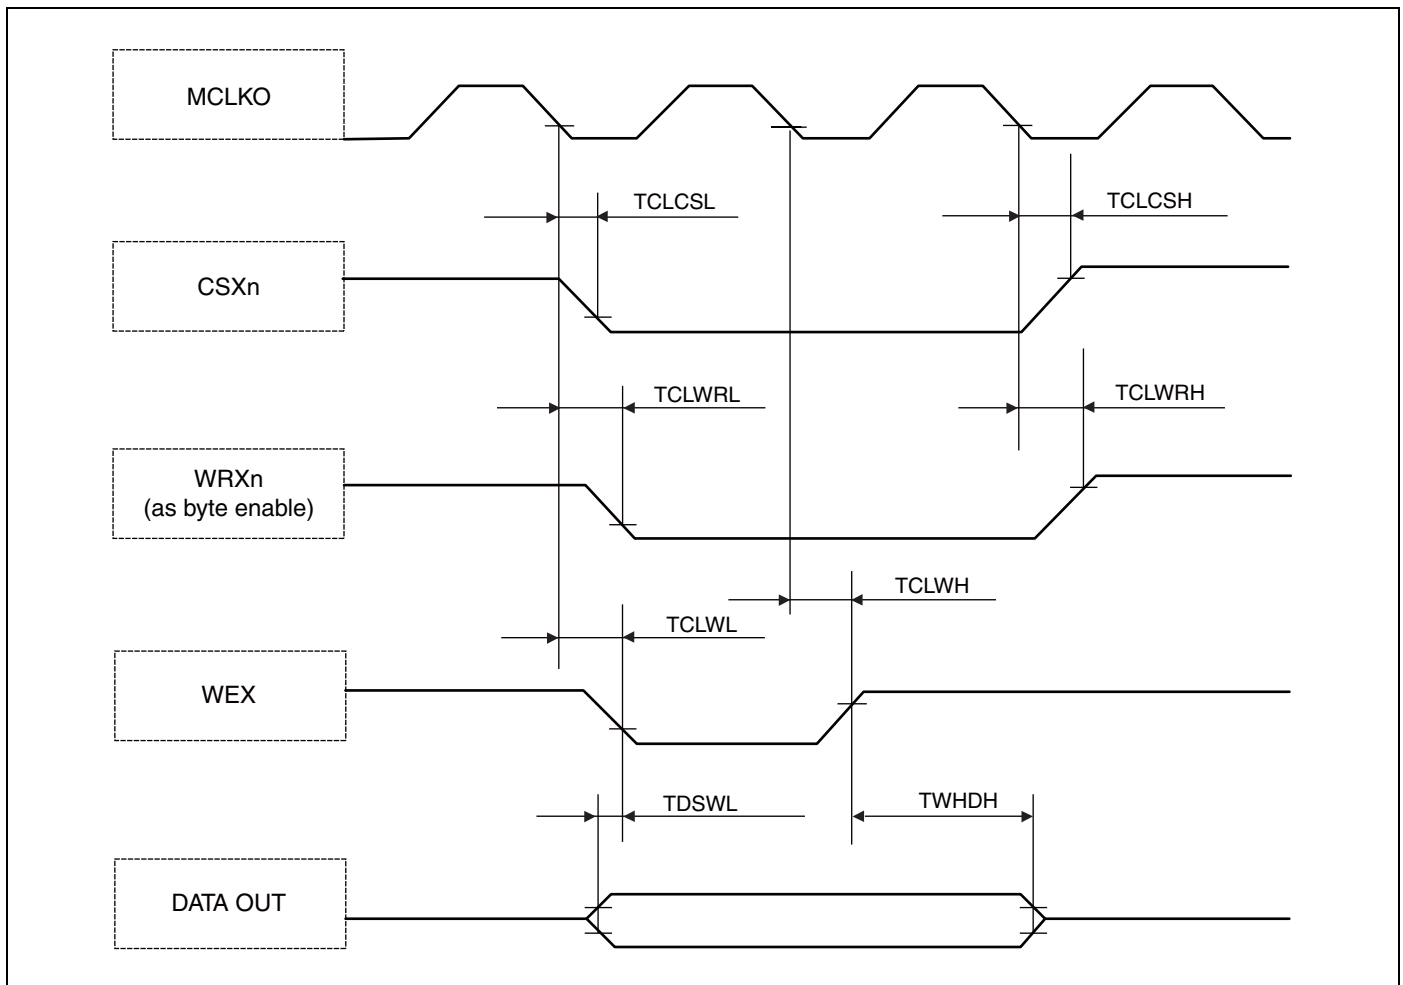 MCLKO
TCLCSL
TCLCSH
CSXn
TCLWRL
TCLWRH
WRXn
(as byte enable)
TCLWH
TCLWL
WEX
TDSWL
TWHDH
DATA OUT